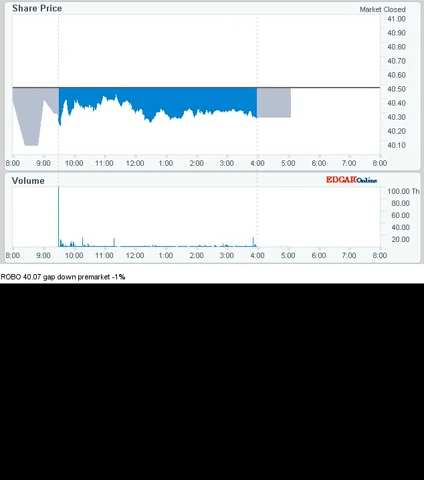 Share Price
Market Closed
41.00
40.90
40.80
40.70
40.60
40.50
40.40
40.30
40.20
40.10
8:00 9:00 10:00 11:00 12:00 1:00 2:00 3:00 4:00 5:00 6:00 7:00 8:00
Volume
EDGAR Online
100.00 Th
80.00
60.00
40.00
20.00
8:00 9:00 10:00 11:00 12:00 1:00 2:00 3:00 4:00 5:00 6:00 7:00 8:00
ROBO 40.07 gap down premarket -1%